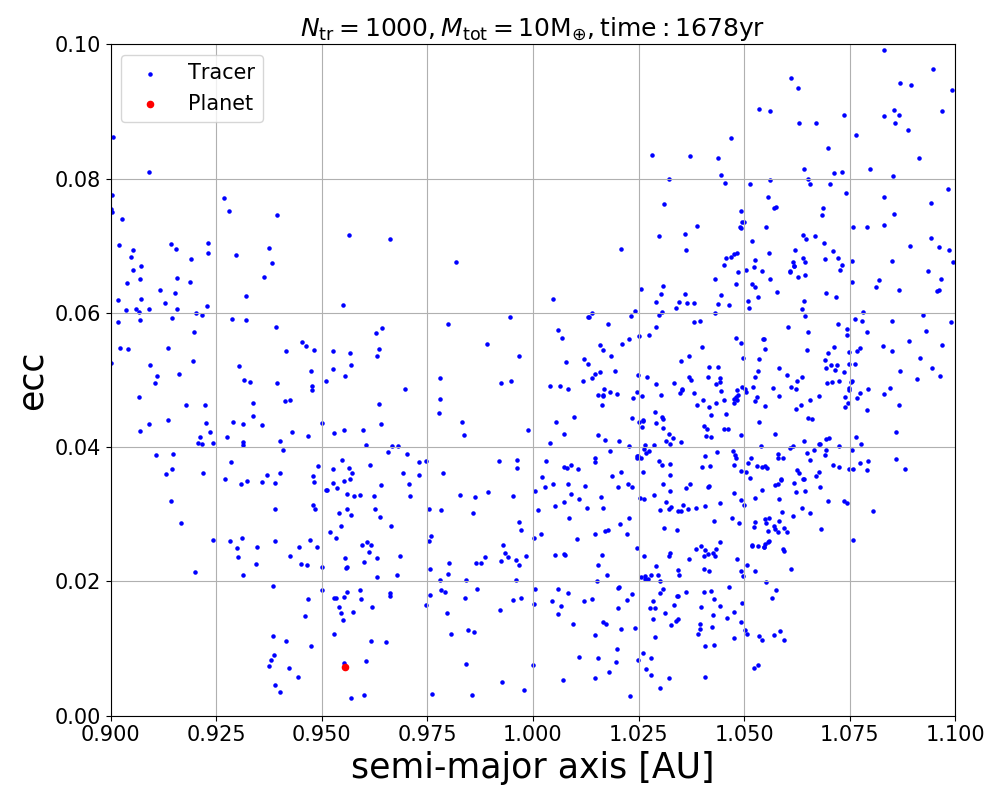 N_tr = 1000, M_tot = 10M_⊕, time : 1678yr
Tracer
Planet
ecc
0.10
0.08
0.06
0.04
0.02
0.00
0.900 0.925 0.950 0.975 1.000 1.025 1.050 1.075 1.100
semi-major axis [AU]